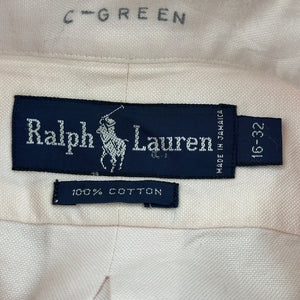 C-GREEN
Ralph Lauren
MADE IN JAMAICA
16-32
100% COTTON